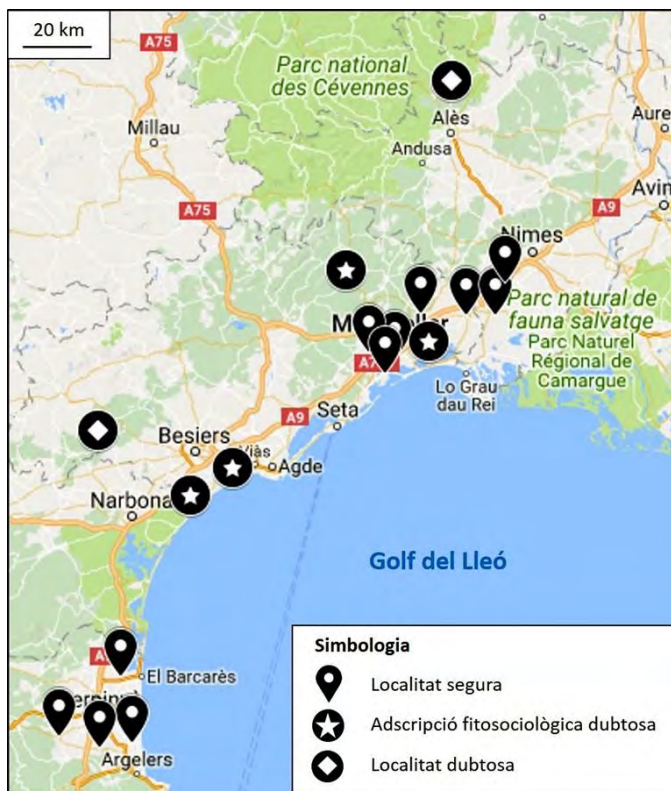 20 km
A75
Parc national
des Cévennes
Millau
Alès
Andusa
Aure
Avin
A75
A9
Nimes
Parc natural de
fauna salvatge
Parc Naturel
Régional de
Camargue
Lo Grau
dau Rei
Seta
A9
Besiers
Viàs
Agde
Narbona
Golf del Lleó
El Barcarès
Argelers
Simbologia
Localitat segura
Adscripció fitosociològica dubtosa
Localitat dubtosa